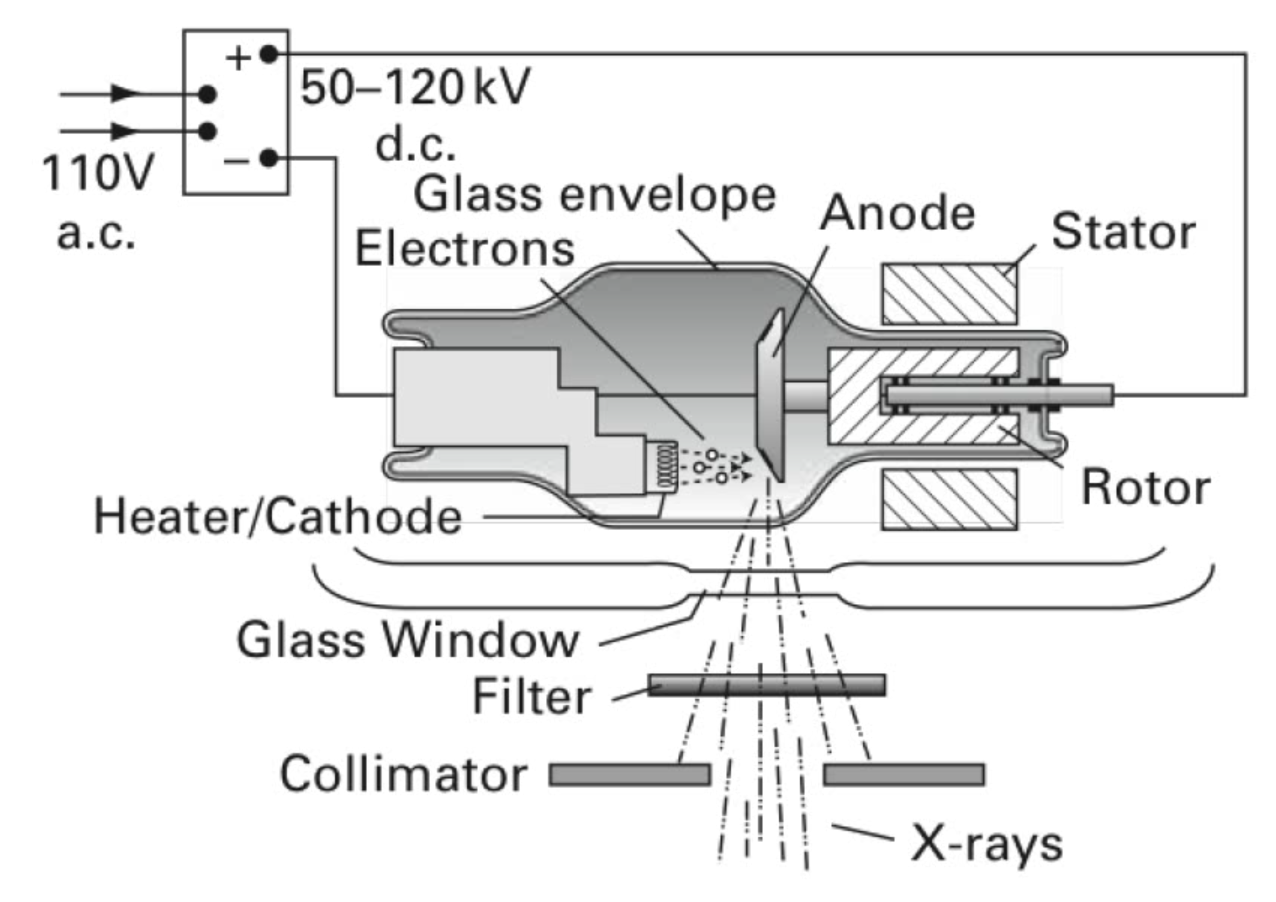 +
50–120 kV
d.c.
−
110V
a.c.
Glass envelope
Anode
Stator
Electrons
Heater/Cathode
Rotor
Glass Window
Filter
Collimator
X-rays